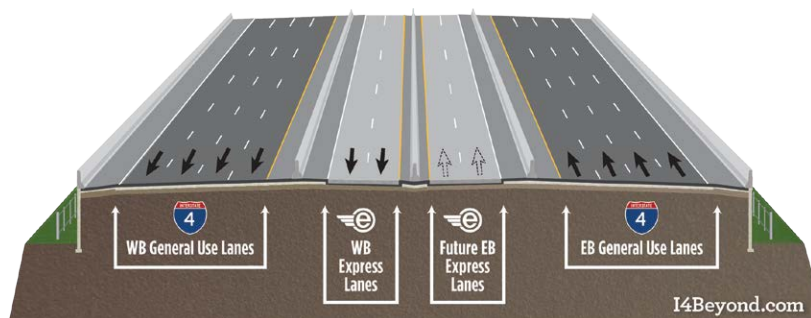 INTERSTATE
4
WB General Use Lanes
e
WB
Express
Lanes
e
Future EB
Express
Lanes
INTERSTATE
4
EB General Use Lanes
I4Beyond.com